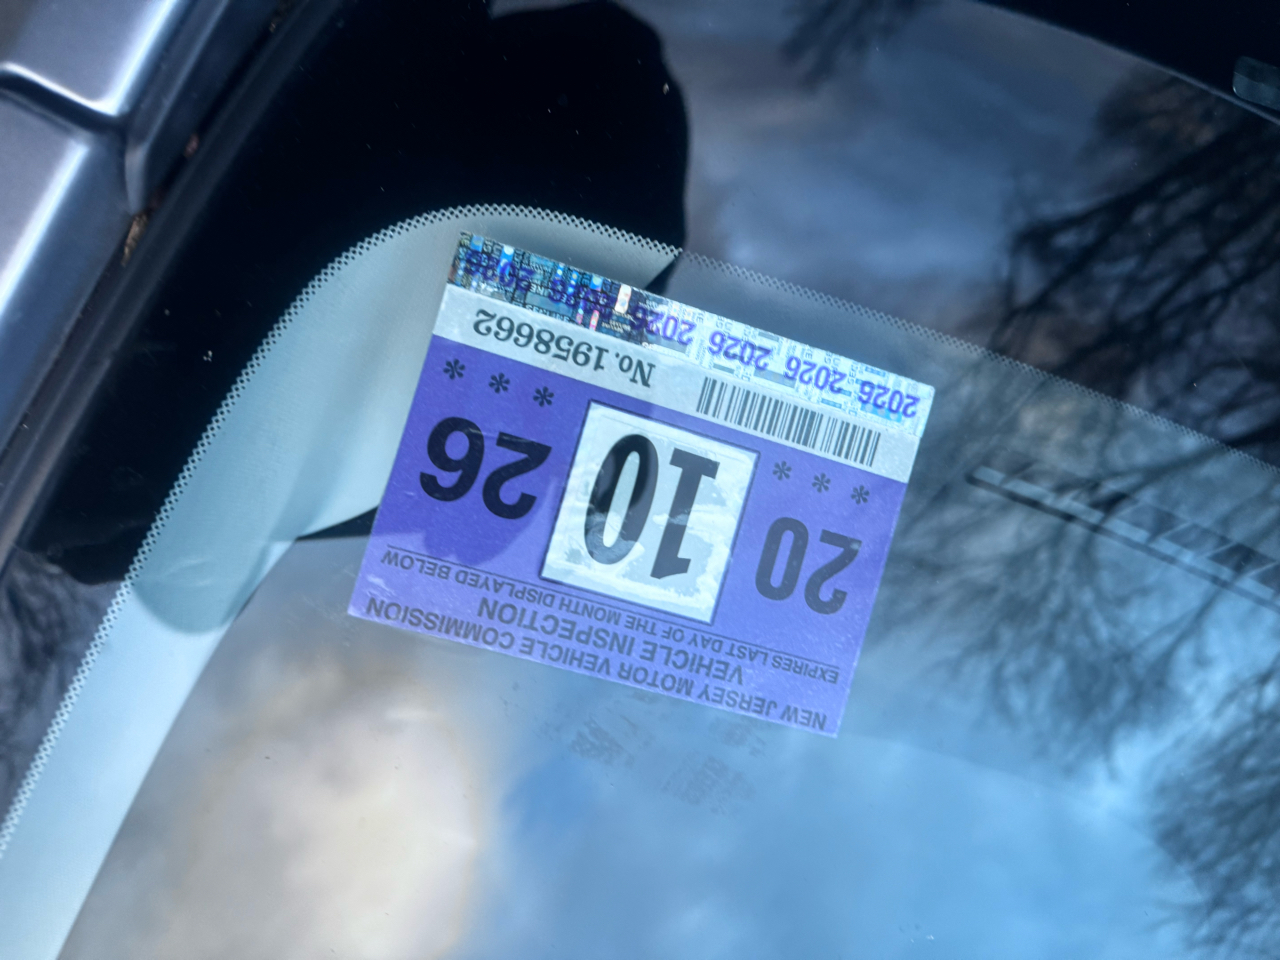 NEW JERSEY MOTOR VEHICLE COMMISSION
VEHICLE INSPECTION
EXPIRES LAST DAY OF THE MONTH DISPLAYED BELOW
20 10 26
* * * * * *
No. 1958662
2026 2026 2026 2026